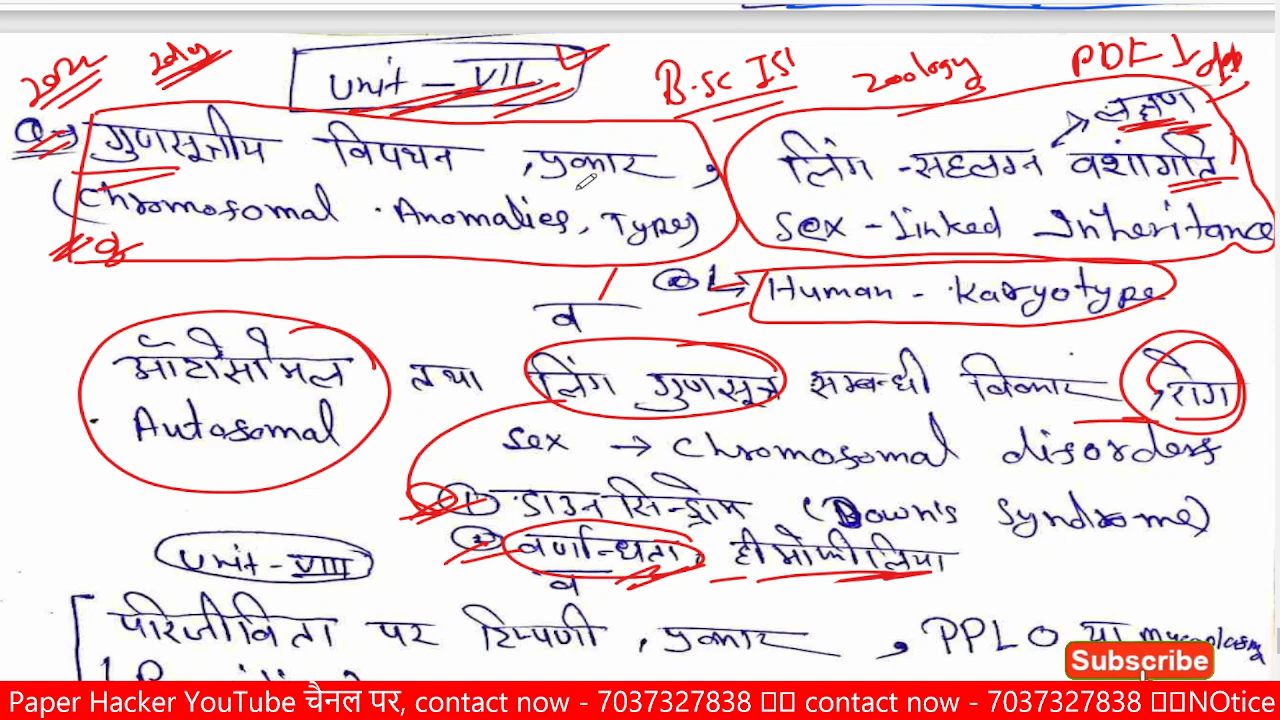 2022 2019 Unit - VII B.sc Ist Zoology PDF
लक्षण
Q→ गुणसूत्रीय विपथन, प्रकार, लिंग - सहलग्न वंशागति
(Chromosomal Anomalies, Types) Sex - linked Inheritance
Human - Karyotype
व
ऑटोसोमल तथा लिंग गुणसूत्र सम्बन्धी विकार, रोग
Autosomal Sex → Chromosomal disorders
① डाउन सिन्ड्रोम (Down's Syndrome)
② वर्णान्धता, हीमोफीलिया
Unit - VIII व
परिजीविता पर टिप्पणी, प्रकार, PPLO या mycoplasma
Subscribe
Paper Hacker YouTube चैनल पर, contact now - 7037327838 contact now - 7037327838 NOtice